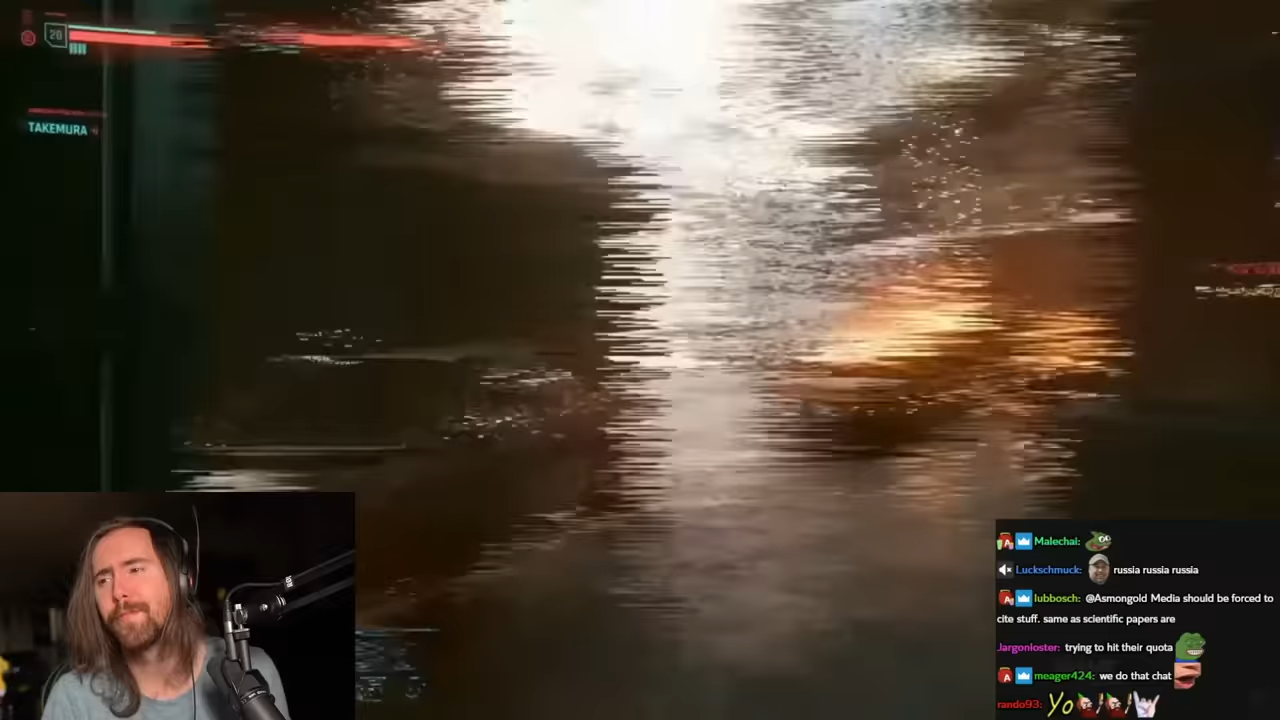 20
TAKEMURA
Malechai:
Luckschmuck: russia russia russia
lubbosch: @Asmongold Media should be forced to
cite stuff. same as scientific papers are
Jargonloster: trying to hit their quota
meager424: we do that chat
rando93: Yo